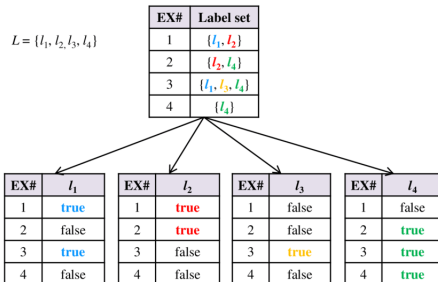 L = {l₁, l₂, l₃, l₄}
EX# Label set
1 {l₁, l₂}
2 {l₂, l₄}
3 {l₁, l₃, l₄}
4 {l₄}
EX# l₁ EX# l₂ EX# l₃ EX# l₄
1 true 1 true 1 false 1 false
2 false 2 true 2 false 2 true
3 true 3 false 3 true 3 true
4 false 4 false 4 false 4 true